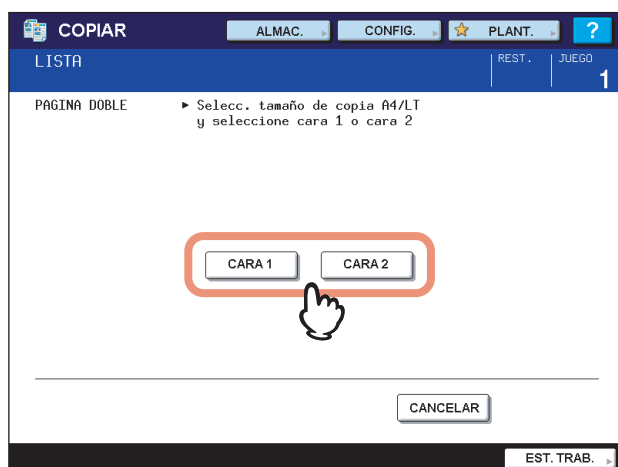 COPIAR
ALMAC.
CONFIG.
PLANT.
?
LISTA
REST.
JUEGO
1
PAGINA DOBLE
► Selecc. tamaño de copia A4/LT
y seleccione cara 1 o cara 2
CARA 1
CARA 2
CANCELAR
EST. TRAB.